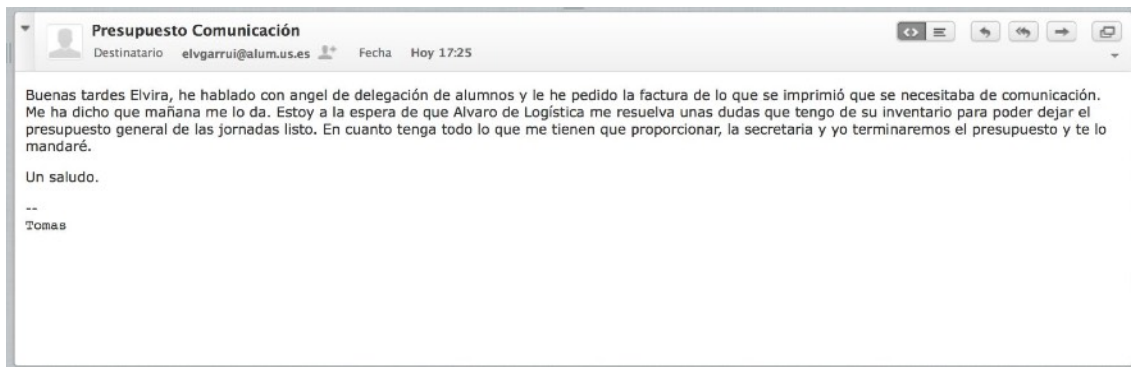 Presupuesto Comunicación
Destinatario elvgarrui@alum.us.es Fecha Hoy 17:25
Buenas tardes Elvira, he hablado con angel de delegación de alumnos y le he pedido la factura de lo que se imprimió que se necesitaba de comunicación.
Me ha dicho que mañana me lo da. Estoy a la espera de que Alvaro de Logística me resuelva unas dudas que tengo de su inventario para poder dejar el
presupuesto general de las jornadas listo. En cuanto tenga todo lo que me tienen que proporcionar, la secretaria y yo terminaremos el presupuesto y te lo
mandaré.
Un saludo.
--
Tomas